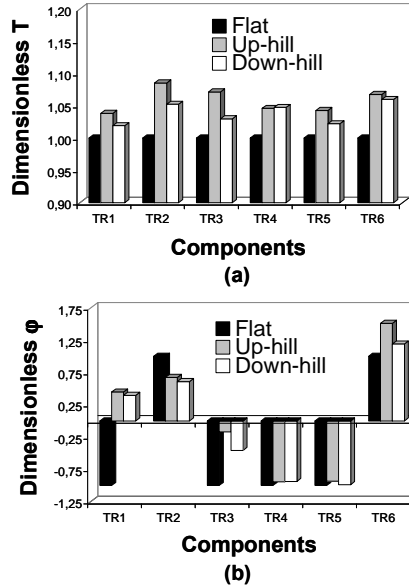 Dimensionless T
1,20
1,15
1,10
1,05
1,00
0,95
0,90
Flat
Up-hill
Down-hill
TR1 TR2 TR3 TR4 TR5 TR6
Components
(a)
Dimensionless φ
1,75
1,25
0,75
0,25
-0,25
-0,75
-1,25
Flat
Up-hill
Down-hill
TR1 TR2 TR3 TR4 TR5 TR6
Components
(b)